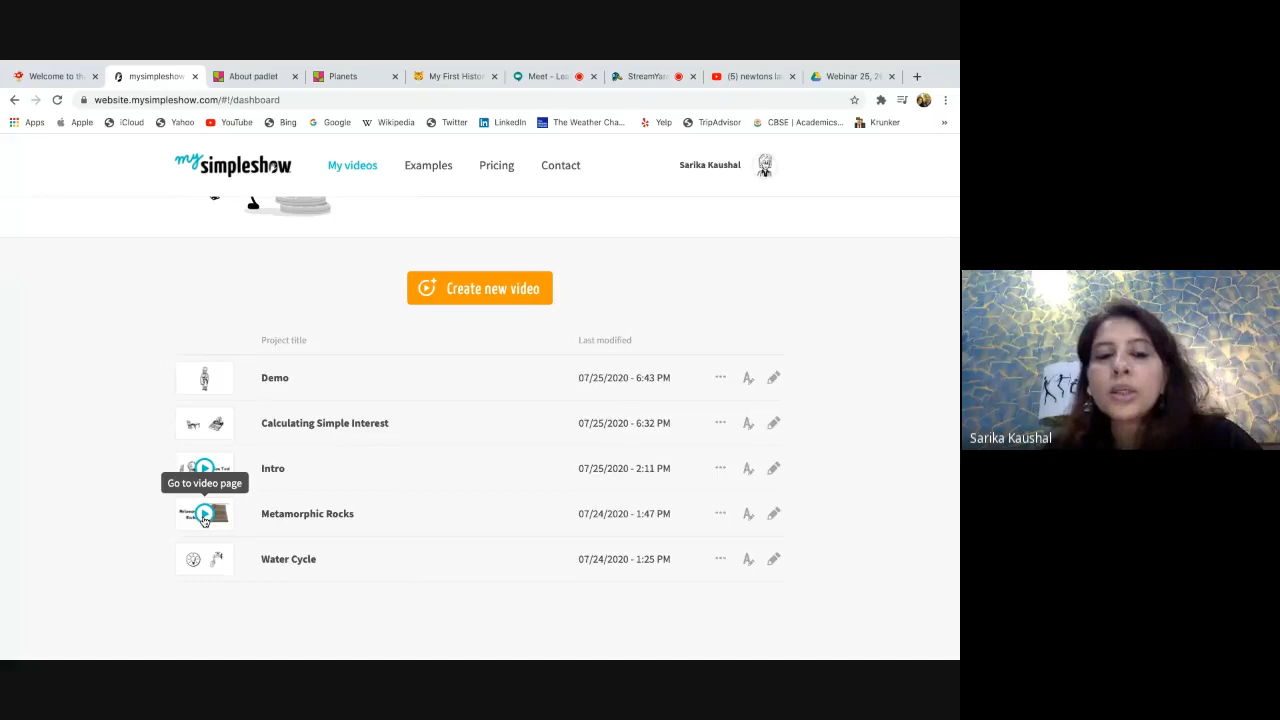 Welcome to th
mysimpleshow
About padlet
Planets
My First Histor
Meet - Lea
StreamYar
(5) newtons la
Webinar 25, 2
website.mysimpleshow.com/#!/dashboard
Apps Apple iCloud Yahoo YouTube Bing Google Wikipedia Twitter LinkedIn The Weather Cha... Yelp TripAdvisor CBSE | Academics... Krunker »
my simpleshow
My videos Examples Pricing Contact
Sarika Kaushal
Create new video
Project title Last modified
Demo 07/25/2020 - 6:43 PM
Calculating Simple Interest 07/25/2020 - 6:32 PM
Intro 07/25/2020 - 2:11 PM
Go to video page
Metamorphic Rocks 07/24/2020 - 1:47 PM
Water Cycle 07/24/2020 - 1:25 PM
Sarika Kaushal